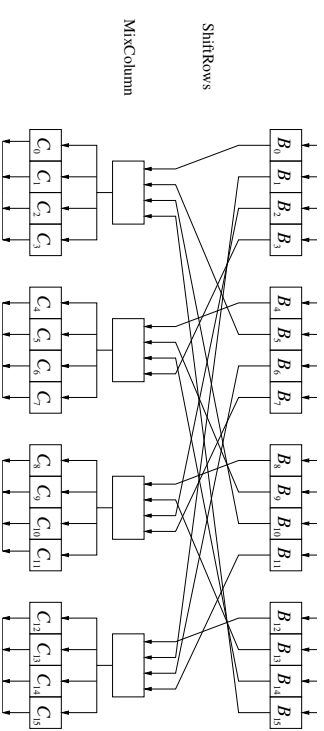 B₀ B₁ B₂ B₃ B₄ B₅ B₆ B₇ B₈ B₉ B₁₀ B₁₁ B₁₂ B₁₃ B₁₄ B₁₅
ShiftRows
MixColumn
C₀ C₁ C₂ C₃ C₄ C₅ C₆ C₇ C₈ C₉ C₁₀ C₁₁ C₁₂ C₁₃ C₁₄ C₁₅